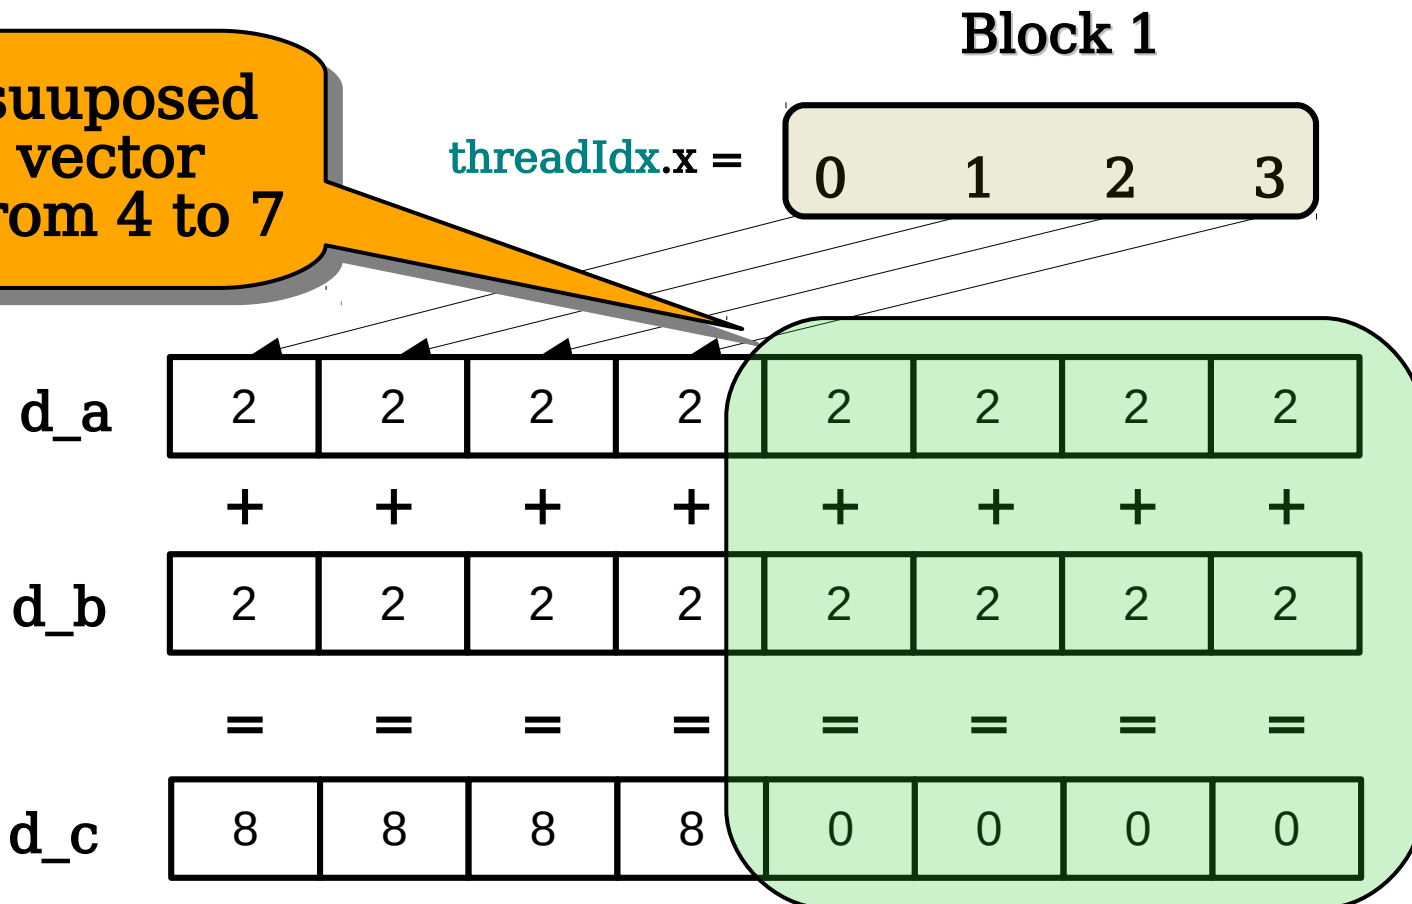 Block 1
suuposed
vector
rom 4 to 7
threadIdx.x =
0 1 2 3
d_a
2 2 2 2 2 2 2 2
+ + + + + + + +
d_b
2 2 2 2 2 2 2 2
= = = = = = = =
d_c
8 8 8 8 0 0 0 0